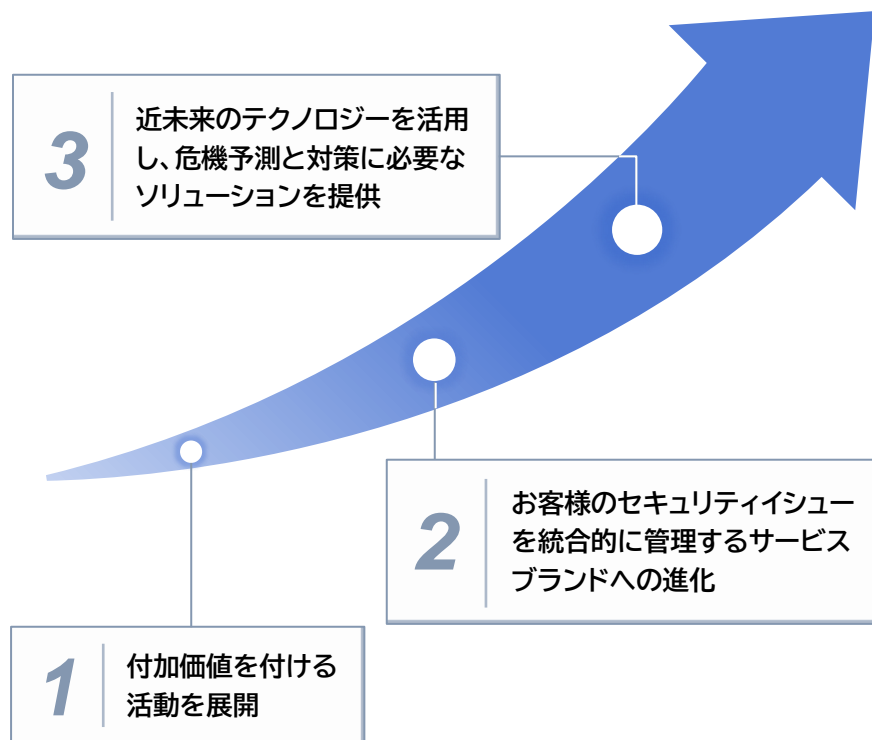 3
近未来のテクノロジーを活用
し、危機予測と対策に必要な
ソリューションを提供
2
お客様のセキュリティイシュー
を統合的に管理するサービス
ブランドへの進化
1
付加価値を付ける
活動を展開